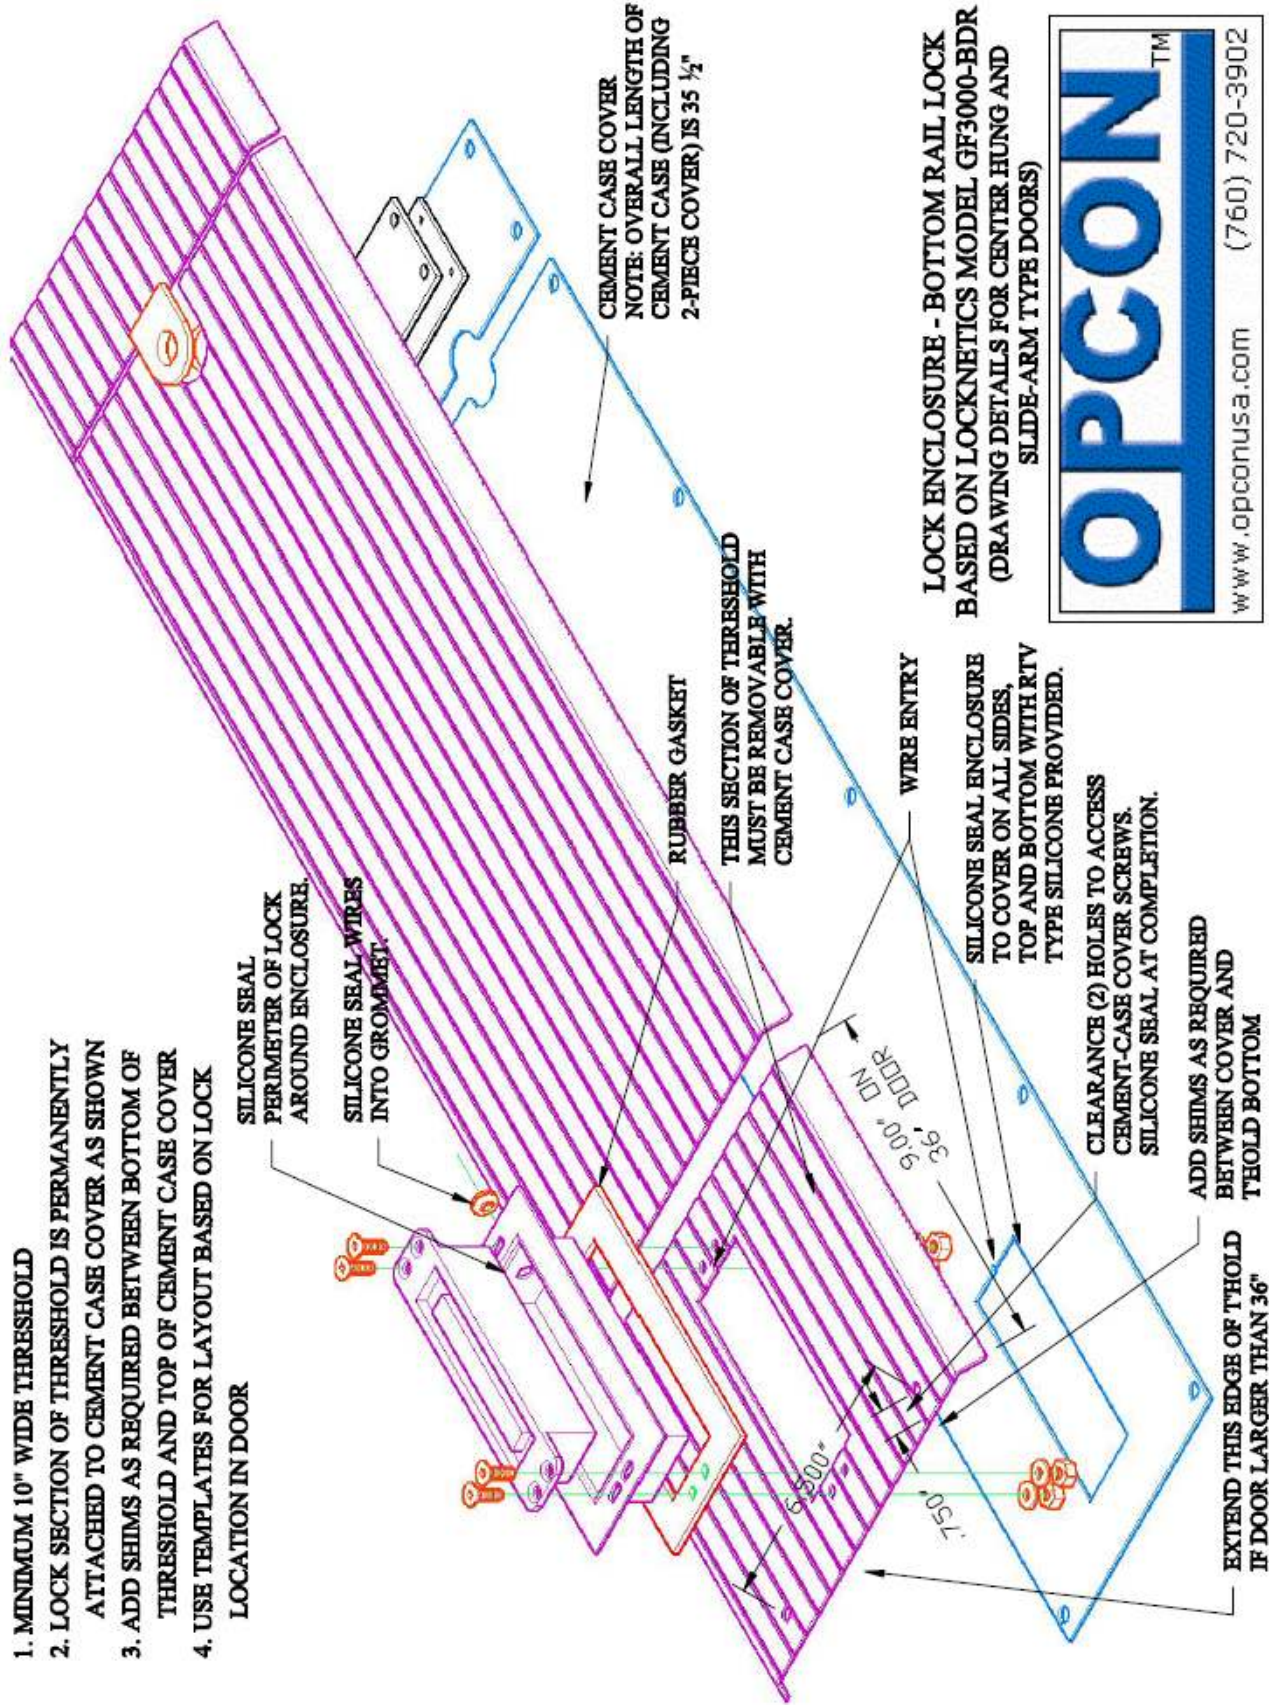 1. MINIMUM 10" WIDE THRESHOLD
2. LOCK SECTION OF THRESHOLD IS PERMANENTLY
ATTACHED TO CEMENT CASE COVER AS SHOWN
3. ADD SHIMS AS REQUIRED BETWEEN BOTTOM OF
THRESHOLD AND TOP OF CEMENT CASE COVER
4. USE TEMPLATES FOR LAYOUT BASED ON LOCK
LOCATION IN DOOR
SILICONE SEAL
PERIMETER OF LOCK
AROUND ENCLOSURE.
SILICONE SEAL WIRES
INTO GROMMET.
CEMENT CASE COVER
NOTE: OVERALL LENGTH OF
CEMENT CASE (INCLUDING
2-PIECE COVER) IS 35 ½"
RUBBER GASKET
THIS SECTION OF THRESHOLD
MUST BE REMOVABLE WITH
CEMENT CASE COVER.
WIRE ENTRY
SILICONE SEAL ENCLOSURE
TO COVER ON ALL SIDES,
TOP AND BOTTOM WITH RTV
TYPE SILICONE PROVIDED.
CLEARANCE (2) HOLES TO ACCESS
CEMENT-CASE COVER SCREWS.
SILICONE SEAL AT COMPLETION.
ADD SHIMS AS REQUIRED
BETWEEN COVER AND
T'HOLD BOTTOM
EXTEND THIS EDGE OF T'HOLD
IF DOOR LARGER THAN 36"
9.00" ON
36" DOOR
6.500"
.750"
LOCK ENCLOSURE - BOTTOM RAIL LOCK
BASED ON LOCKNETICS MODEL GF3000-BDR
(DRAWING DETAILS FOR CENTER HUNG AND
SLIDE-ARM TYPE DOORS)
OPCON
TM
www.opconusa.com (760) 720-3902